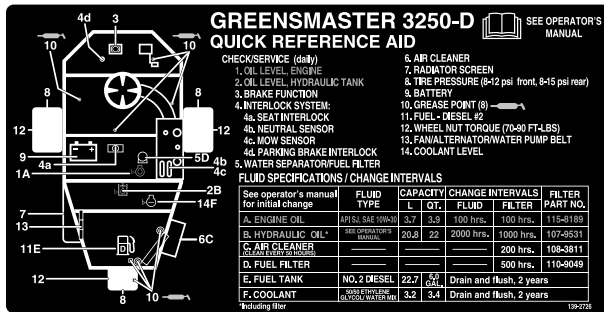 GREENSMASTER 3250-D
QUICK REFERENCE AID
SEE OPERATOR'S
MANUAL
CHECK/SERVICE (daily)
1. OIL LEVEL, ENGINE
2. OIL LEVEL, HYDRAULIC TANK
3. BRAKE FUNCTION
4. INTERLOCK SYSTEM:
4a. SEAT INTERLOCK
4b. NEUTRAL SENSOR
4c. MOW SENSOR
4d. PARKING BRAKE INTERLOCK
5. WATER SEPARATOR/FUEL FILTER
6. AIR CLEANER
7. RADIATOR SCREEN
8. TIRE PRESSURE (8-12 psi front, 8-15 psi rear)
9. BATTERY
10. GREASE POINT (8)
11. FUEL - DIESEL #2
12. WHEEL NUT TORQUE (70-90 FT-LBS)
13. FAN/ALTERNATOR/WATER PUMP BELT
14. COOLANT LEVEL
FLUID SPECIFICATIONS / CHANGE INTERVALS
See operator's manual for initial change FLUID TYPE CAPACITY L QT. CHANGE INTERVALS FLUID FILTER FILTER PART NO.
A. ENGINE OIL API SJ, SAE 10W-30 3.7 3.9 100 hrs. 100 hrs. 115-8189
B. HYDRAULIC OIL* SEE OPERATOR'S MANUAL 20.8 22 2000 hrs. 1000 hrs. 107-9531
C. AIR CLEANER (CLEAN EVERY 50 HOURS) 200 hrs. 108-3811
D. FUEL FILTER 500 hrs. 110-9049
E. FUEL TANK NO. 2 DIESEL 22.7 6.0 GAL. Drain and flush, 2 years
F. COOLANT 50/50 ETHYLENE GLYCOL/ WATER MIX 3.2 3.4 Drain and flush, 2 years
*Including filter
139-2726
3
4d
10
10
8
8
12
12
9
4a
1A
5D
4b
4c
2B
14F
7
13
11E
6C
12
8
10